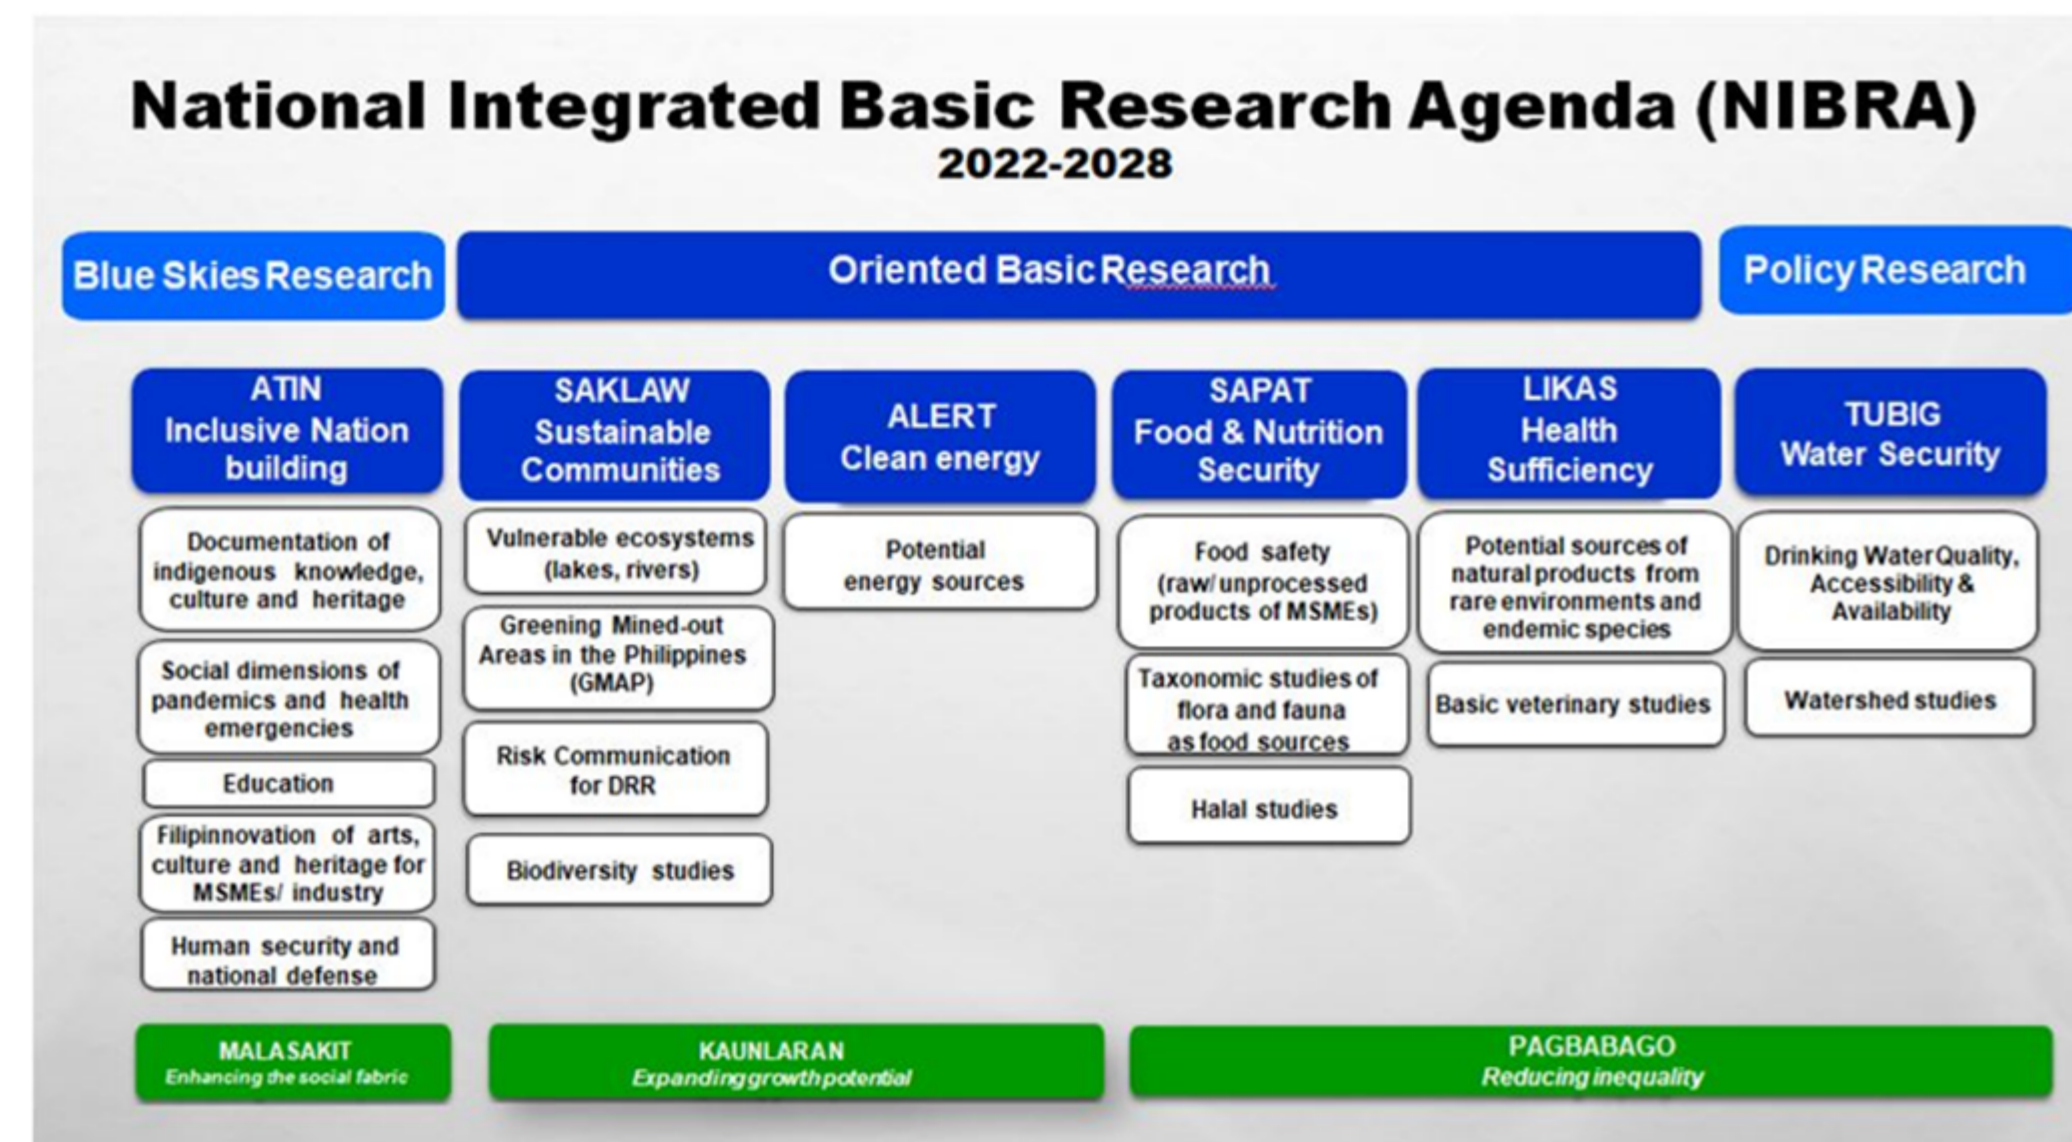 National Integrated Basic Research Agenda (NIBRA)
2022-2028
Blue Skies Research
Oriented Basic Research
Policy Research
ATIN
Inclusive Nation
building
Documentation of
indigenous knowledge,
culture and heritage
Social dimensions of
pandemics and health
emergencies
Education
Filipinnovation of arts,
culture and heritage for
MSMEs/ industry
Human security and
national defense
SAKLAW
Sustainable
Communities
Vulnerable ecosystems
(lakes, rivers)
Greening Mined-out
Areas in the Philippines
(GMAP)
Risk Communication
for DRR
Biodiversity studies
ALERT
Clean energy
Potential
energy sources
SAPAT
Food & Nutrition
Security
Food safety
(raw/unprocessed
products of MSMEs)
Taxonomic studies of
flora and fauna
as food sources
Halal studies
LIKAS
Health
Sufficiency
Potential sources of
natural products from
rare environments and
endemic species
Basic veterinary studies
TUBIG
Water Security
Drinking Water Quality,
Accessibility &
Availability
Watershed studies
MALASAKIT
Enhancing the social fabric
KAUNLARAN
Expanding growth potential
PAGBABAGO
Reducing inequality